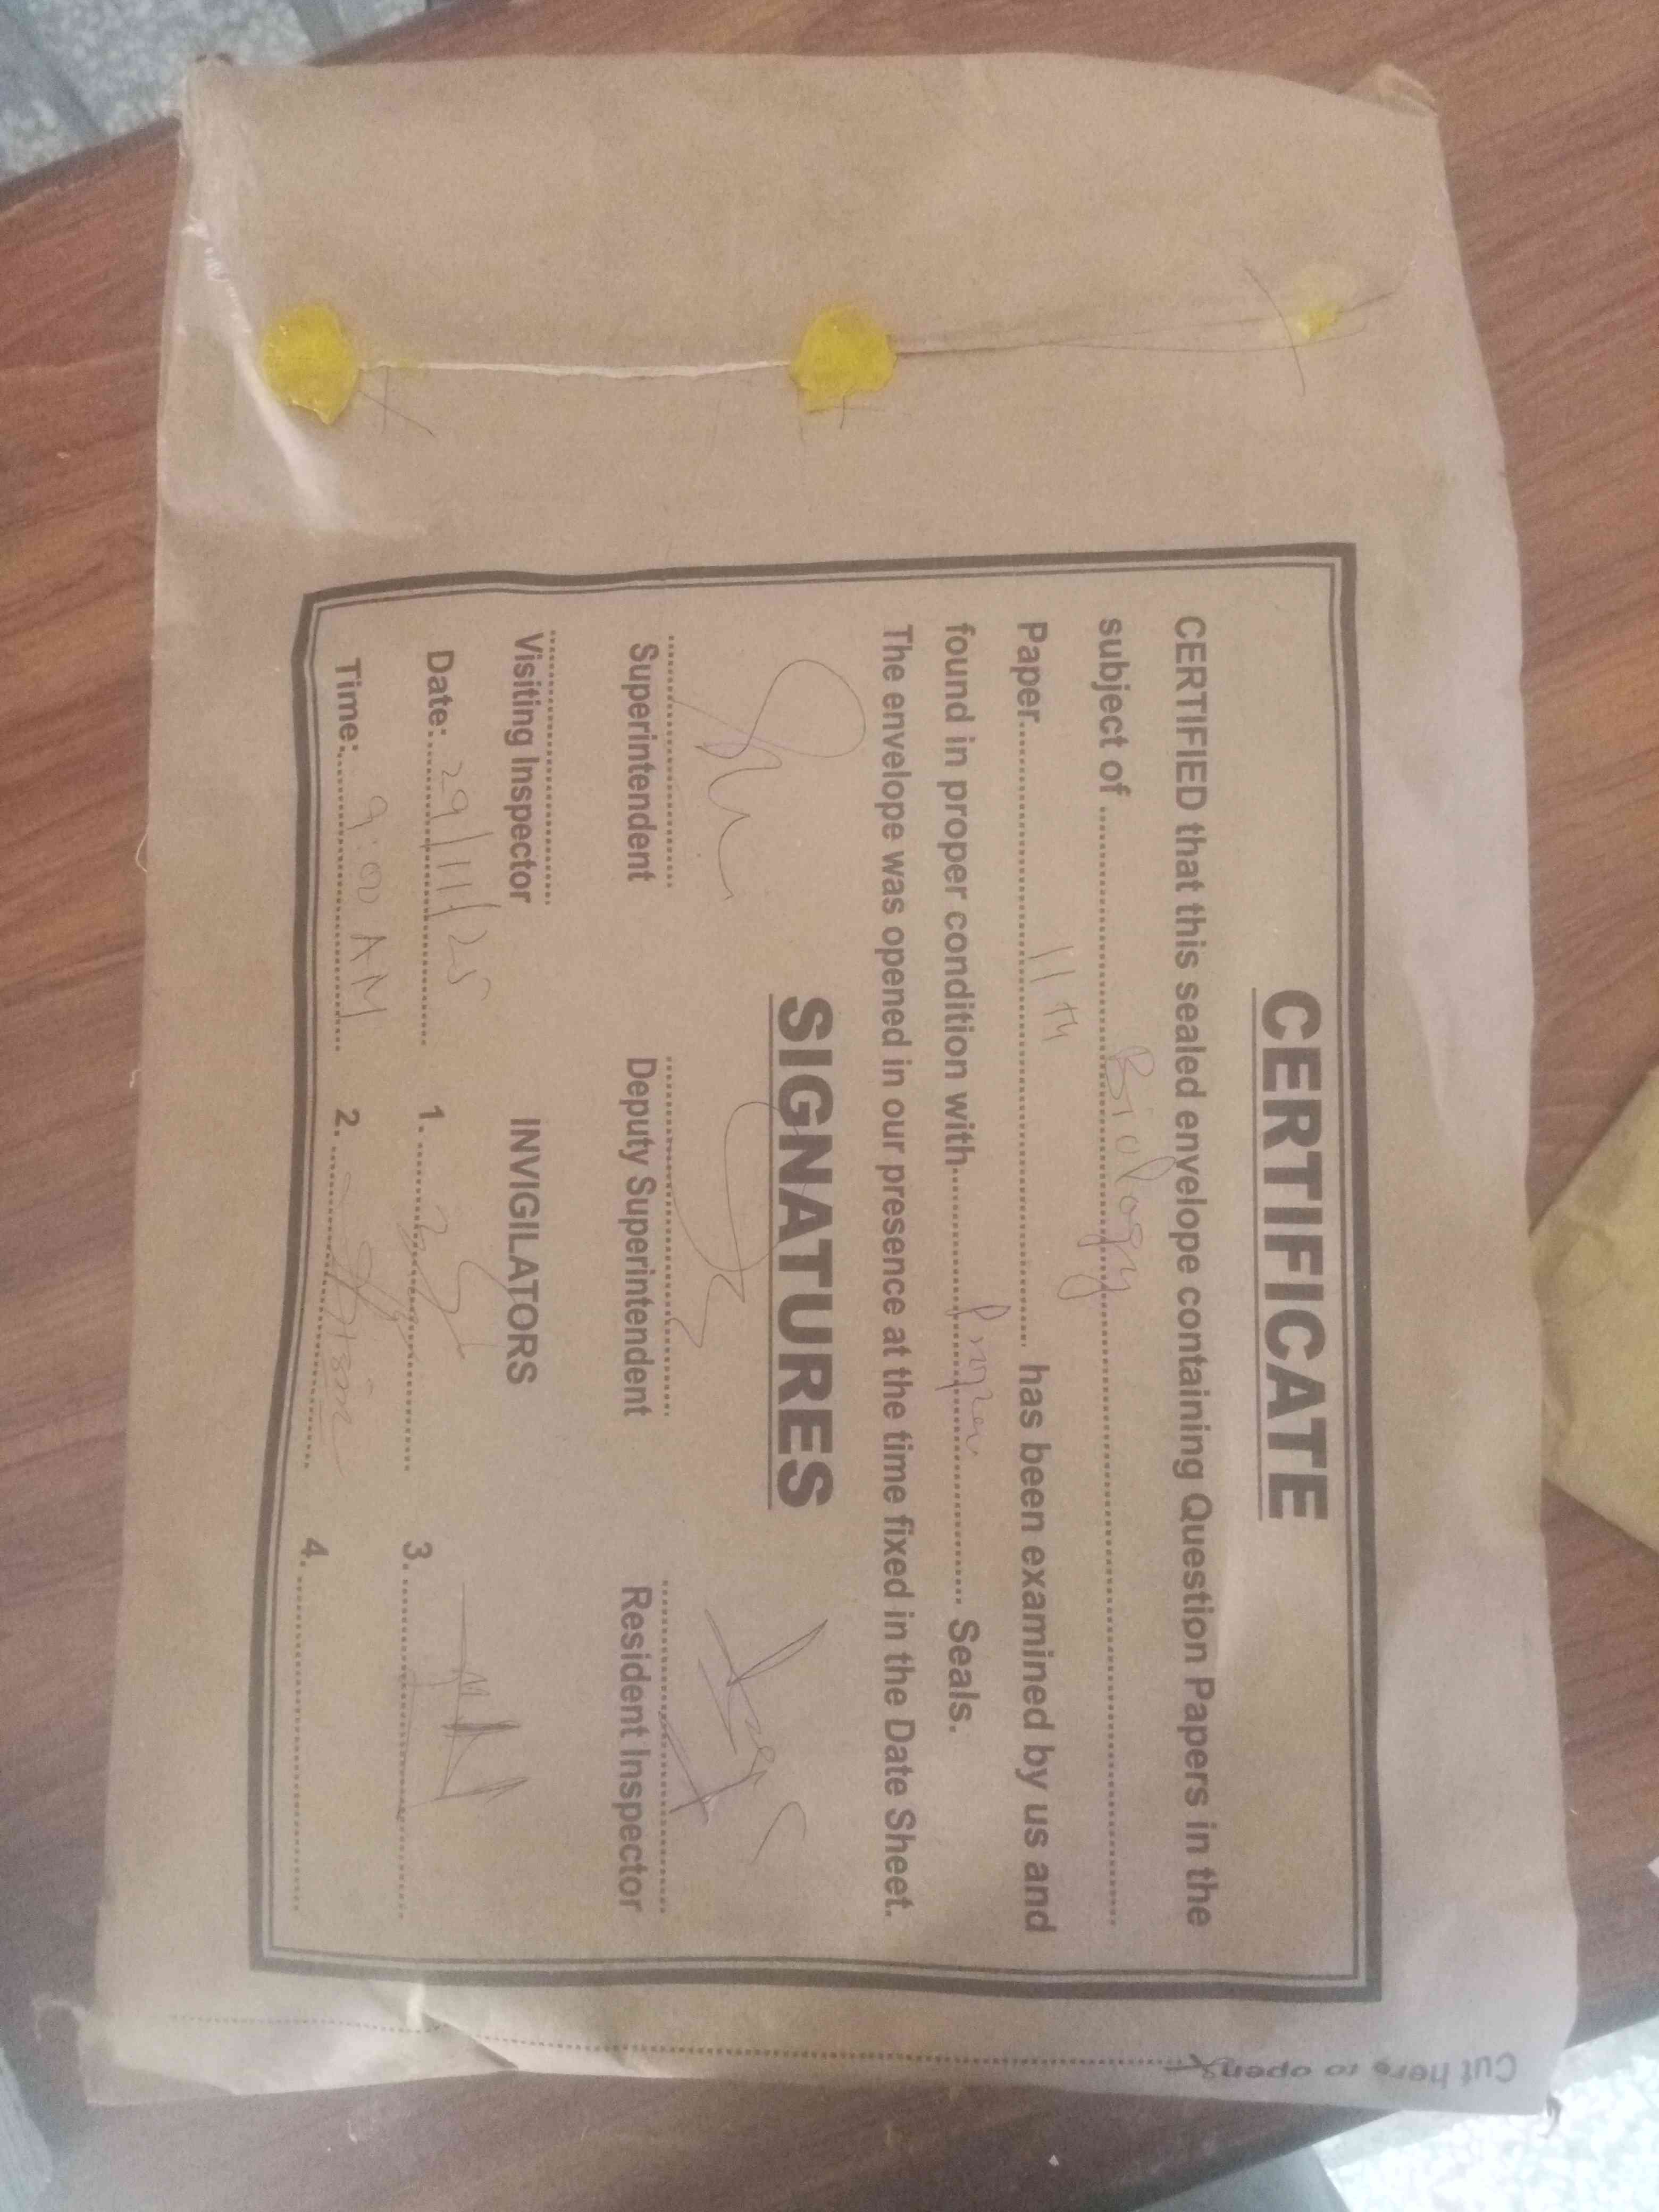 CERTIFICATE
CERTIFIED that this sealed envelope containing Question Papers in the
subject of ........ Biology ........
Paper........ 11 th ........ has been examined by us and
found in proper condition with........ Proper ........ Seals.
The envelope was opened in our presence at the time fixed in the Date Sheet.
SIGNATURES
Superintendent Deputy Superintendent Resident Inspector
Visiting Inspector INVIGILATORS
Date: 29/11/25 1. 3.
Time: 9:00 AM 2. 4.
Cut here to open